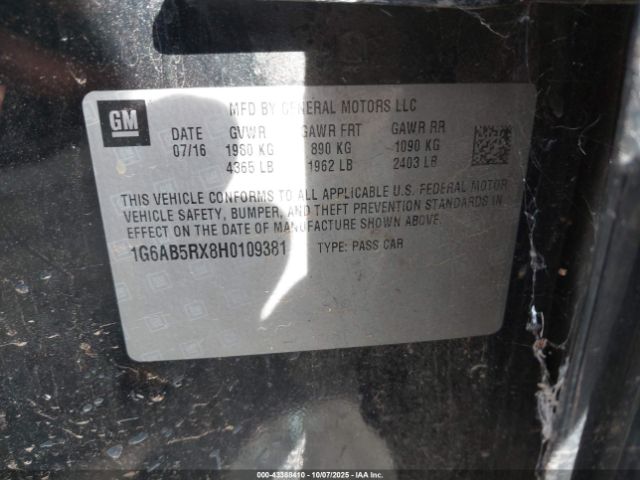 GM
MFD BY GENERAL MOTORS LLC
DATE GVWR GAWR FRT GAWR RR
07/16 1980 KG 890 KG 1090 KG
4365 LB 1962 LB 2403 LB
THIS VEHICLE CONFORMS TO ALL APPLICABLE U.S. FEDERAL MOTOR
VEHICLE SAFETY, BUMPER, AND THEFT PREVENTION STANDARDS IN
EFFECT ON THE DATE OF MANUFACTURE SHOWN ABOVE.
1G6AB5RX8H0109381 TYPE: PASS CAR
000-43388410 - 10/07/2025 - IAAI.com